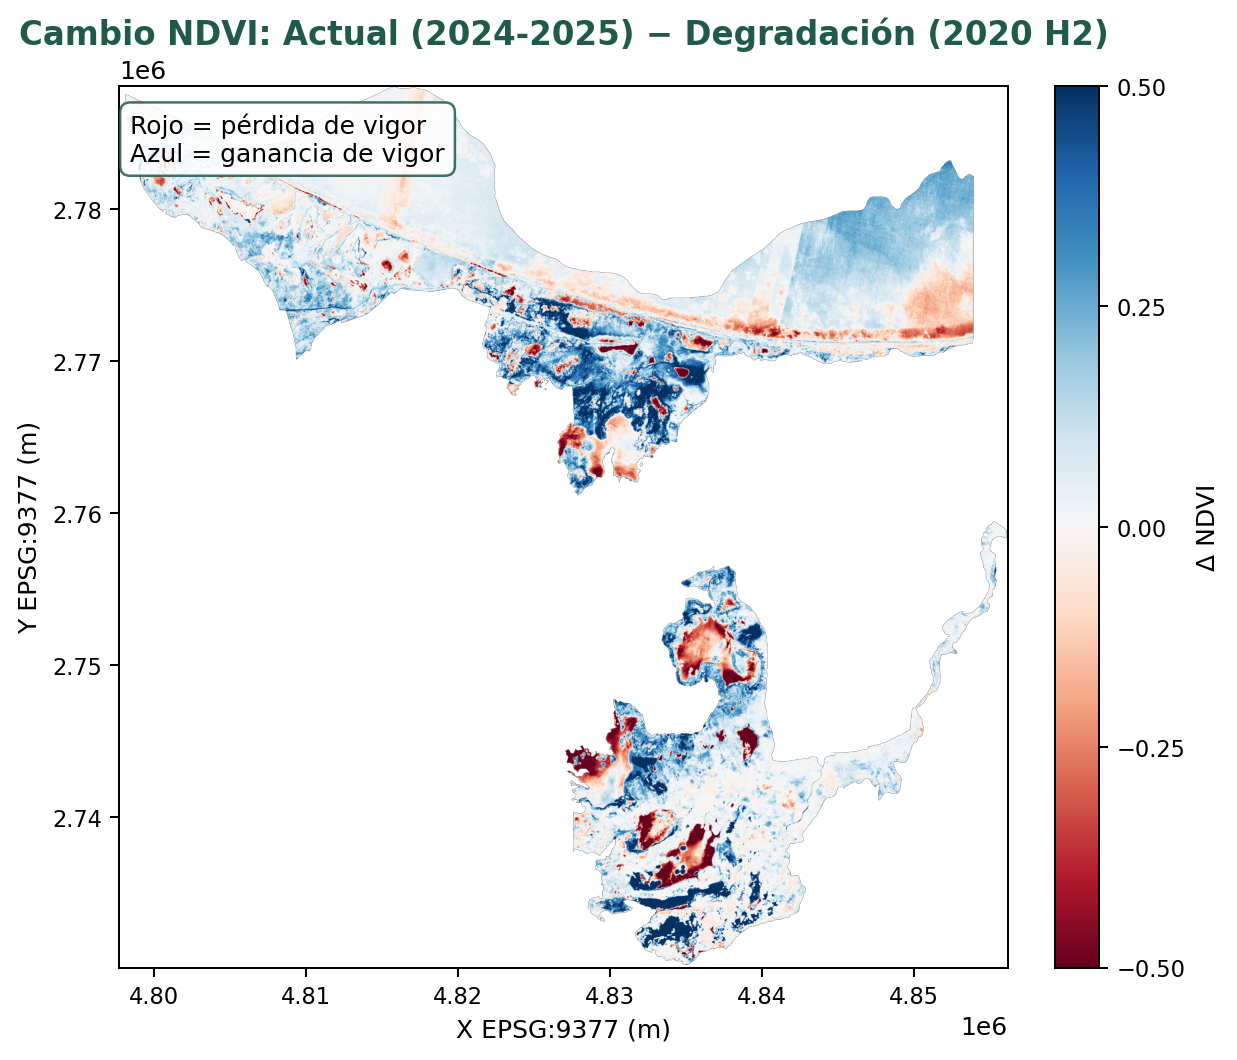 Cambio NDVI: Actual (2024-2025) − Degradación (2020 H2)
1e6
Rojo = pérdida de vigor
Azul = ganancia de vigor
2.78
2.77
2.76
2.75
2.74
Y EPSG:9377 (m)
4.80
4.81
4.82
4.83
4.84
4.85
X EPSG:9377 (m)
1e6
0.50
0.25
0.00
−0.25
−0.50
Δ NDVI